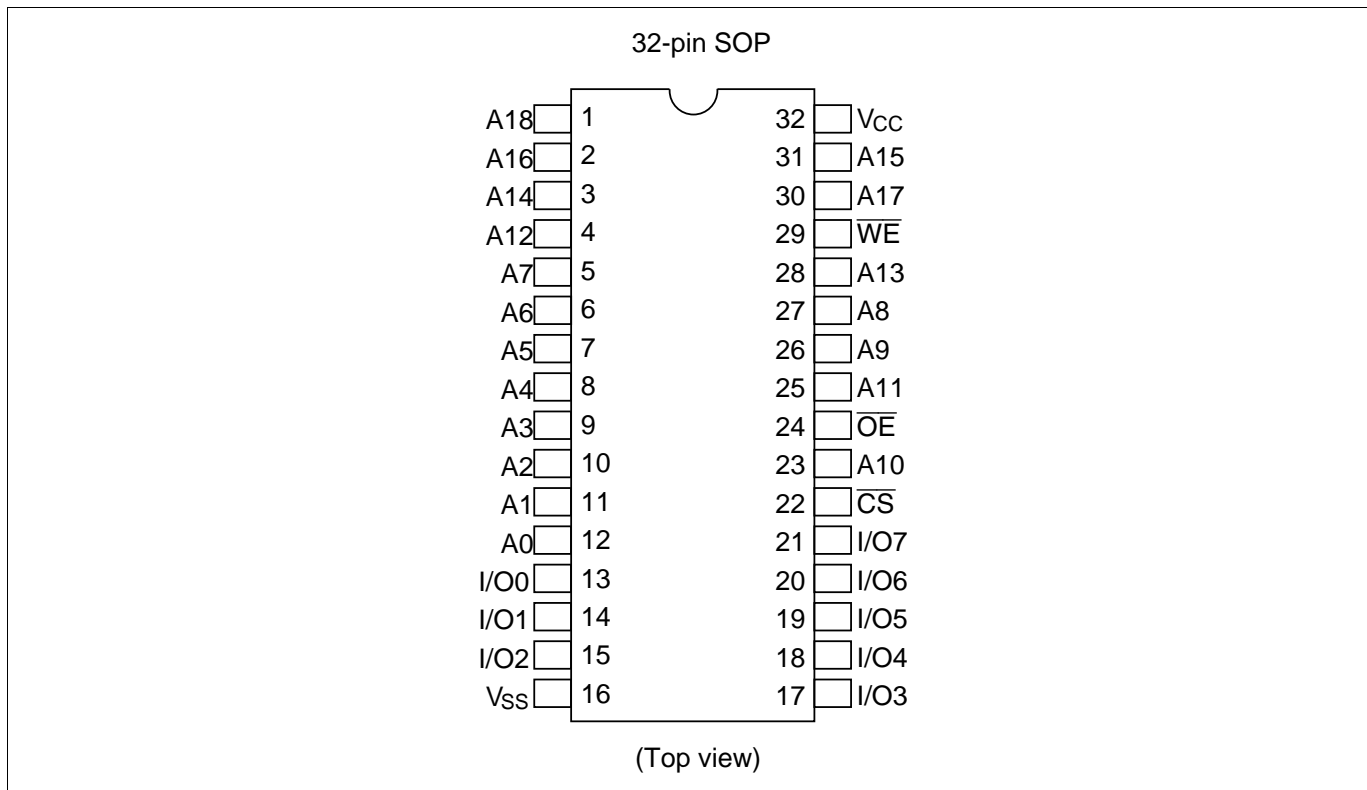 32-pin SOP
A18 1 32 VCC
A16 2 31 A15
A14 3 30 A17
A12 4 29 W̅E̅
A7 5 28 A13
A6 6 27 A8
A5 7 26 A9
A4 8 25 A11
A3 9 24 O̅E̅
A2 10 23 A10
A1 11 22 C̅S̅
A0 12 21 I/O7
I/O0 13 20 I/O6
I/O1 14 19 I/O5
I/O2 15 18 I/O4
VSS 16 17 I/O3
(Top view)